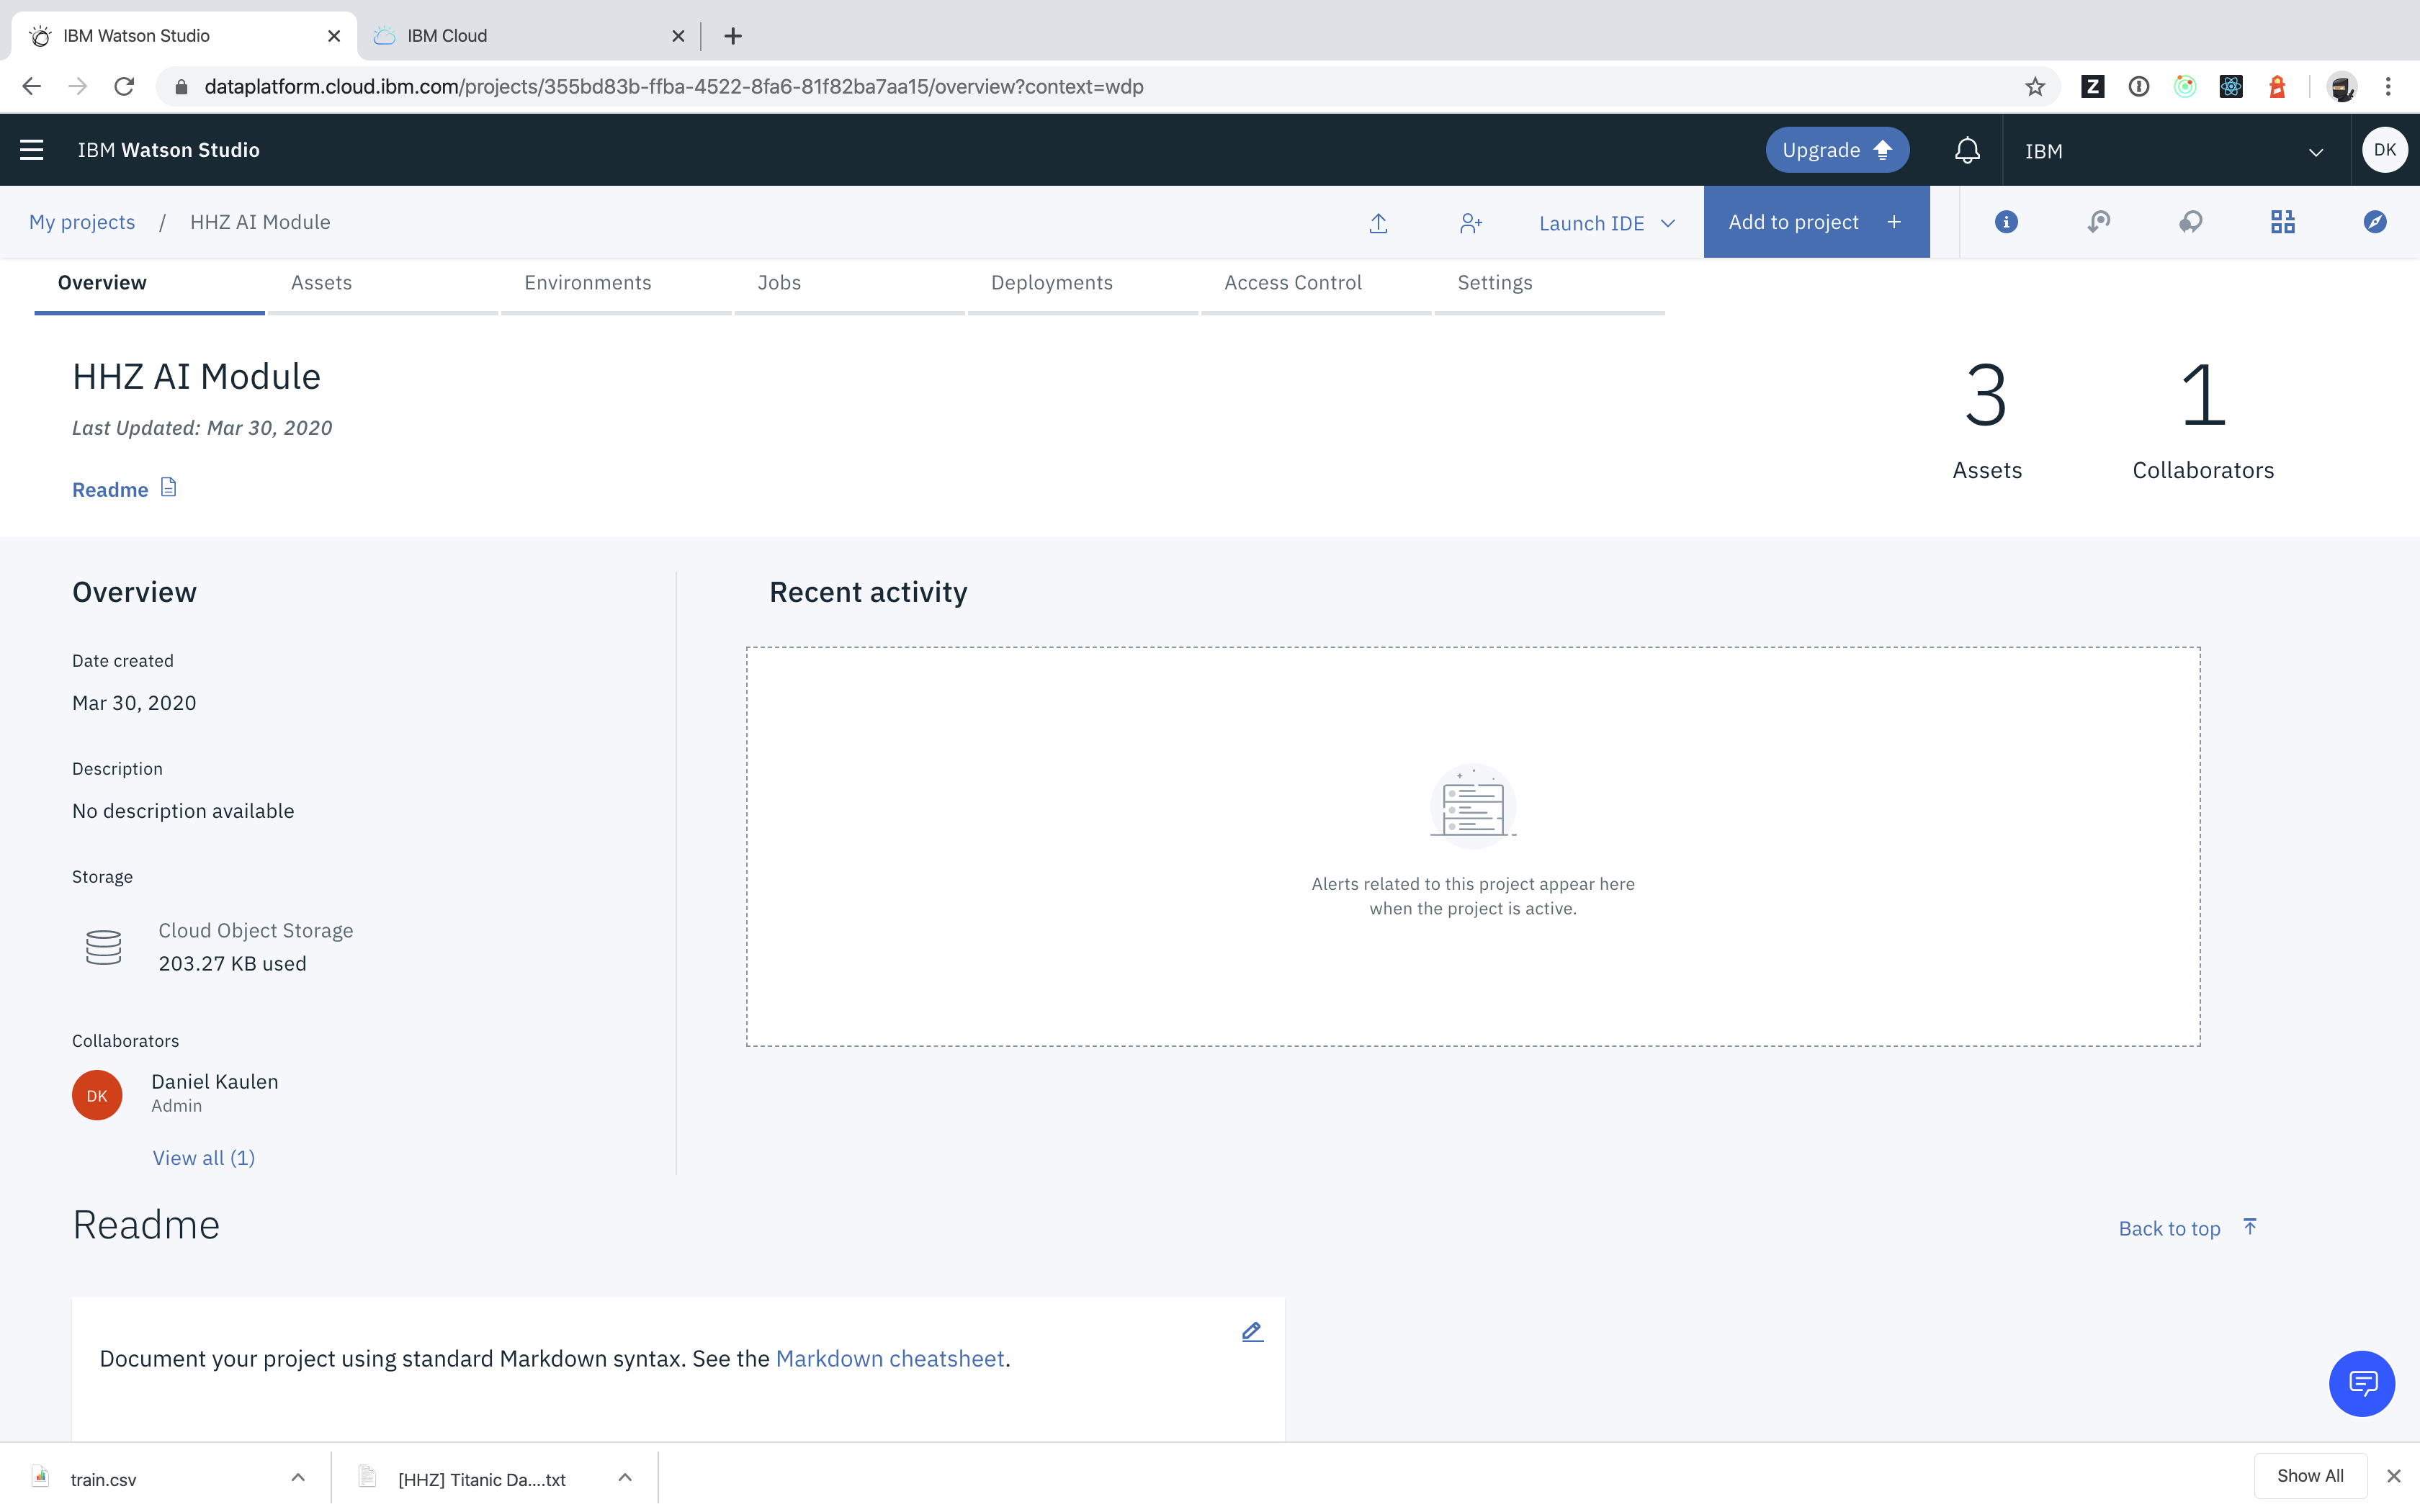 IBM Watson Studio
IBM Cloud
dataplatform.cloud.ibm.com/projects/355bd83b-ffba-4522-8fa6-81f82ba7aa15/overview?context=wdp
Z
IBM Watson Studio
Upgrade
IBM
DK
My projects / HHZ AI Module
Launch IDE
Add to project +
Overview
Assets
Environments
Jobs
Deployments
Access Control
Settings
HHZ AI Module
Last Updated: Mar 30, 2020
Readme
3
Assets
1
Collaborators
Overview
Date created
Mar 30, 2020
Description
No description available
Storage
Cloud Object Storage
203.27 KB used
Collaborators
DK
Daniel Kaulen
Admin
View all (1)
Recent activity
Alerts related to this project appear here
when the project is active.
Readme
Back to top
Document your project using standard Markdown syntax. See the Markdown cheatsheet.
train.csv
[HHZ] Titanic Da....txt
Show All